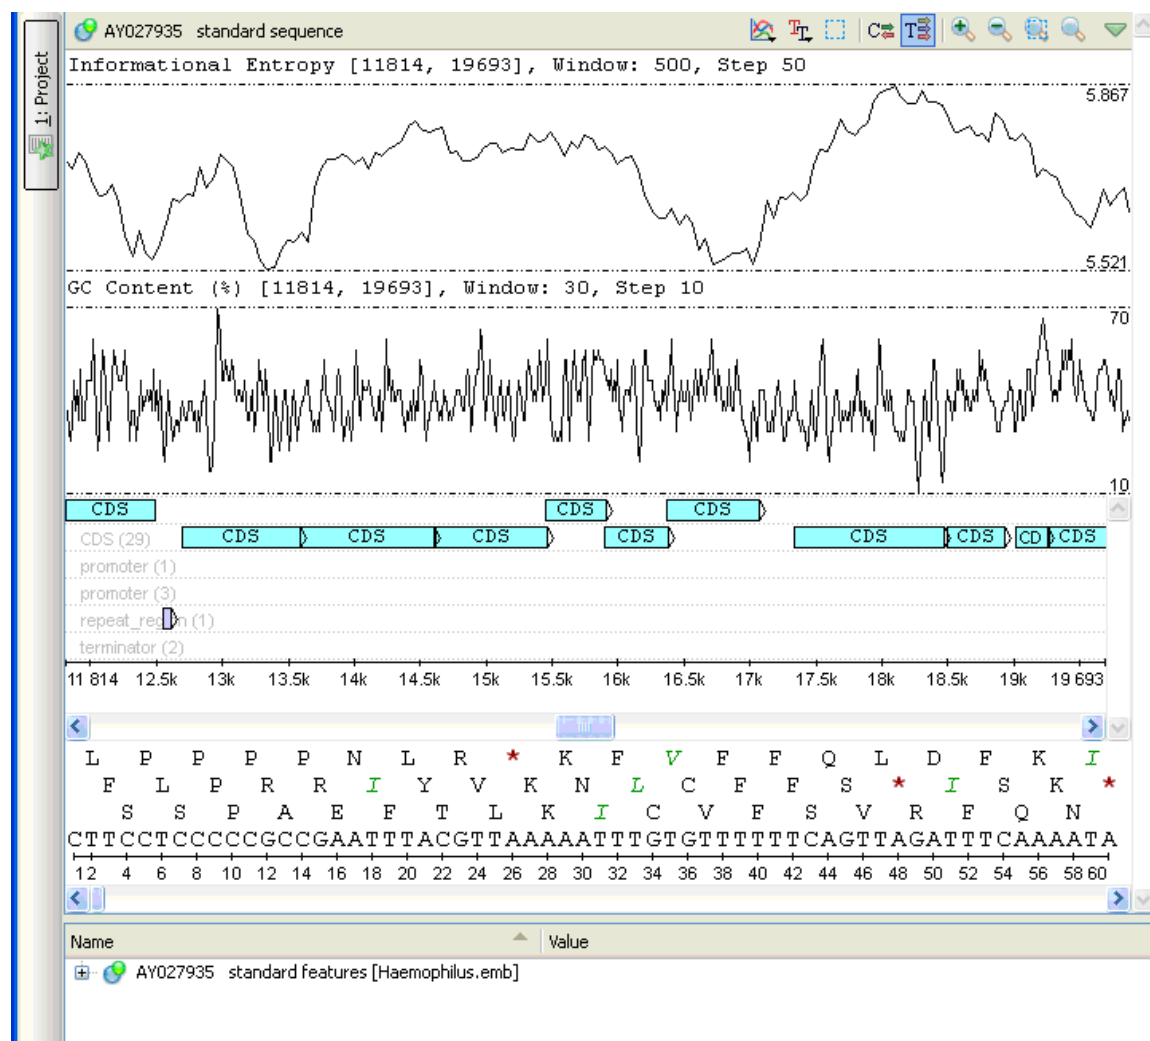 1: Project
AY027935 standard sequence
C T
Informational Entropy [11814, 19693], Window: 500, Step 50
5.867
5.521
GC Content (%) [11814, 19693], Window: 30, Step 10
70
10
CDS CDS CDS
CDS (29) CDS CDS CDS CDS CDS CDS CD CDS
promoter (1)
promoter (3)
repeat_region (1)
terminator (2)
11 814 12.5k 13k 13.5k 14k 14.5k 15k 15.5k 16k 16.5k 17k 17.5k 18k 18.5k 19k 19 693
L P P P P N L R * K F V F F Q L D F K I
F L P R R I Y V K N L C F F S * I S K *
S S P A E F T L K I C V F S V R F Q N
CTTCCTCCCCCGCCGAATTTACGTTAAAAATTTGTGTTTTTTCAGTTAGATTTCAAAATA
1 2 4 6 8 10 12 14 16 18 20 22 24 26 28 30 32 34 36 38 40 42 44 46 48 50 52 54 56 58 60
Name Value
AY027935 standard features [Haemophilus.emb]